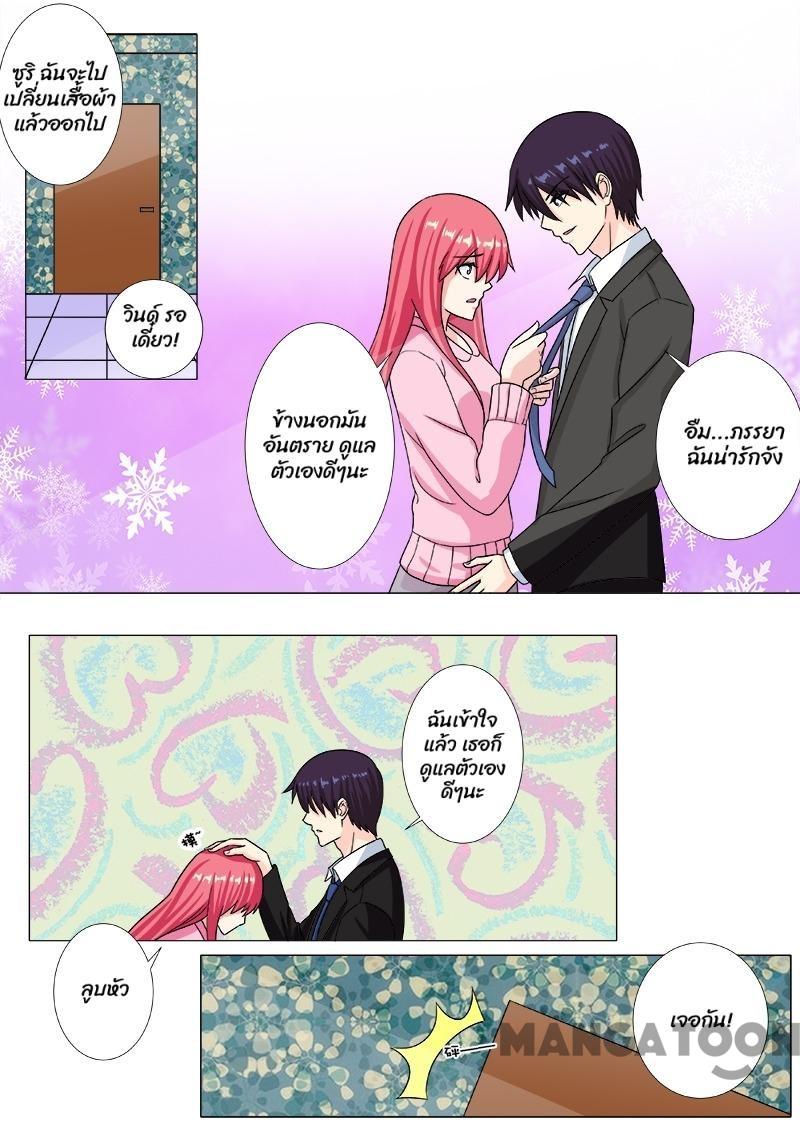 ซูริ ฉันจะไป
เปลี่ยนเสื้อผ้า
แล้วออกไป
วินด์ รอ
เดี๋ยว!
ข้างนอกมัน
อันตราย ดูแล
ตัวเองดีๆนะ
อืม...ภรรยา
ฉันน่ารักจัง
ฉันเข้าใจ
แล้ว เธอก็
ดูแลตัวเอง
ดีๆนะ
摸~
ลูบหัว
เจอกัน!
砰
MANGATOON